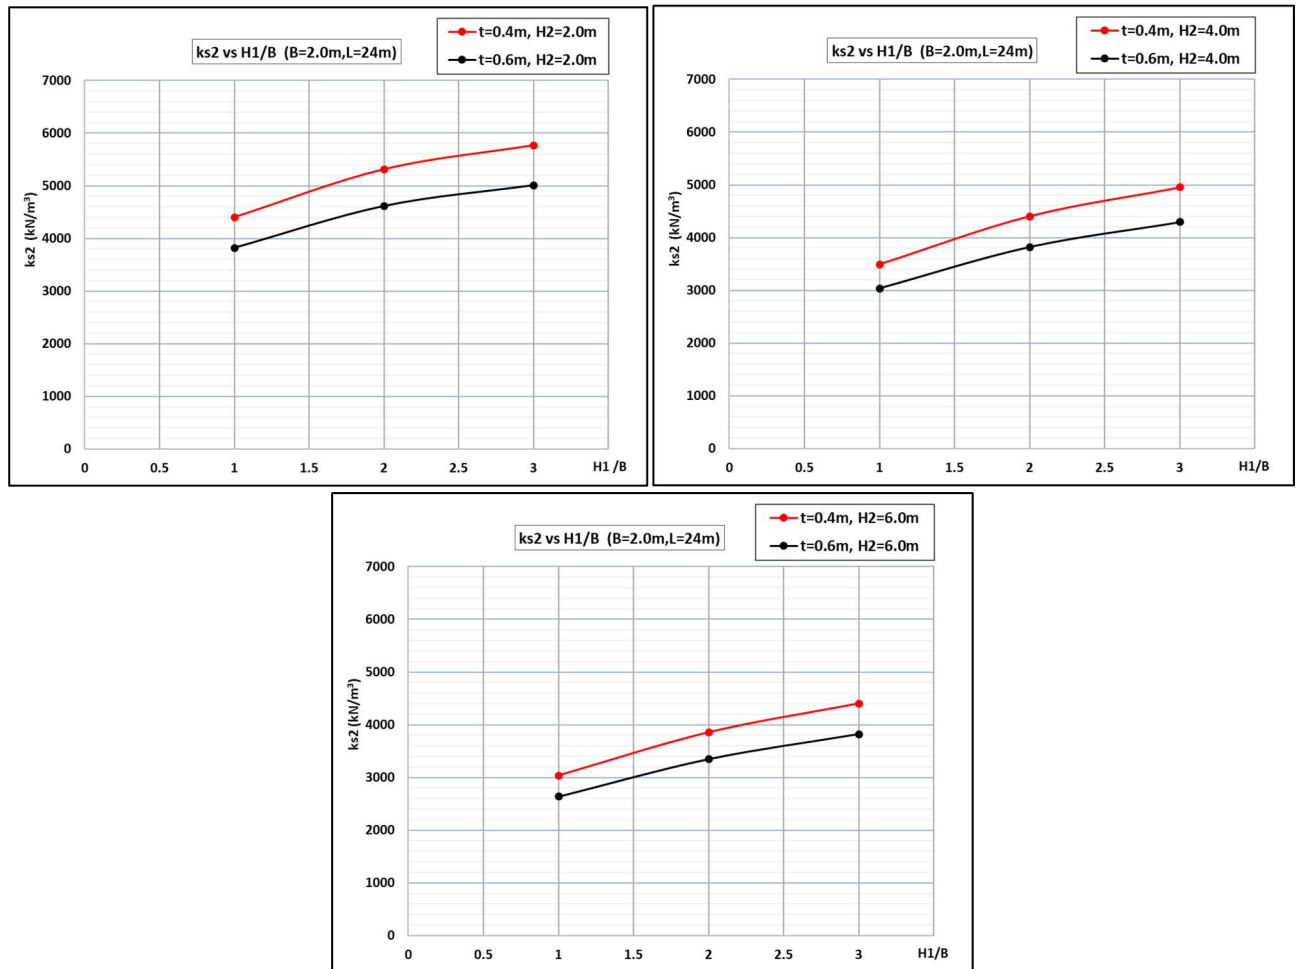 t=0.4m, H2=2.0m
ks2 vs H1/B (B=2.0m,L=24m)
t=0.6m, H2=2.0m
7000
6000
5000
4000
3000
2000
1000
0
ks2 (kN/m³)
0 0.5 1 1.5 2 2.5 3 H1 /B
t=0.4m, H2=4.0m
ks2 vs H1/B (B=2.0m,L=24m)
t=0.6m, H2=4.0m
7000
6000
5000
4000
3000
2000
1000
0
ks2 (kN/m³)
0 0.5 1 1.5 2 2.5 3 H1/B
t=0.4m, H2=6.0m
ks2 vs H1/B (B=2.0m,L=24m)
t=0.6m, H2=6.0m
7000
6000
5000
4000
3000
2000
1000
0
ks2 (kN/m³)
0 0.5 1 1.5 2 2.5 3 H1/B